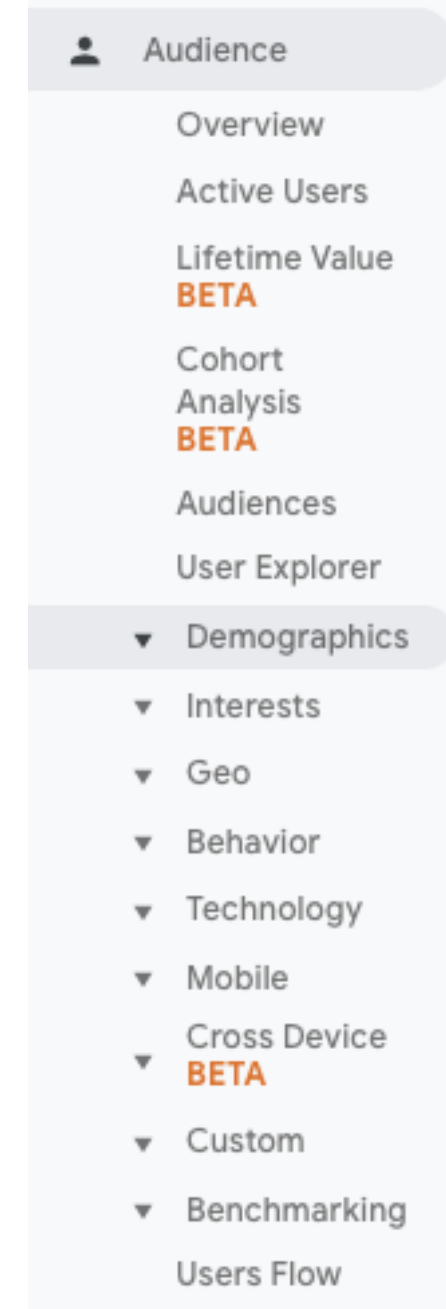 Audience
Overview
Active Users
Lifetime Value
BETA
Cohort
Analysis
BETA
Audiences
User Explorer
Demographics
Interests
Geo
Behavior
Technology
Mobile
Cross Device
BETA
Custom
Benchmarking
Users Flow